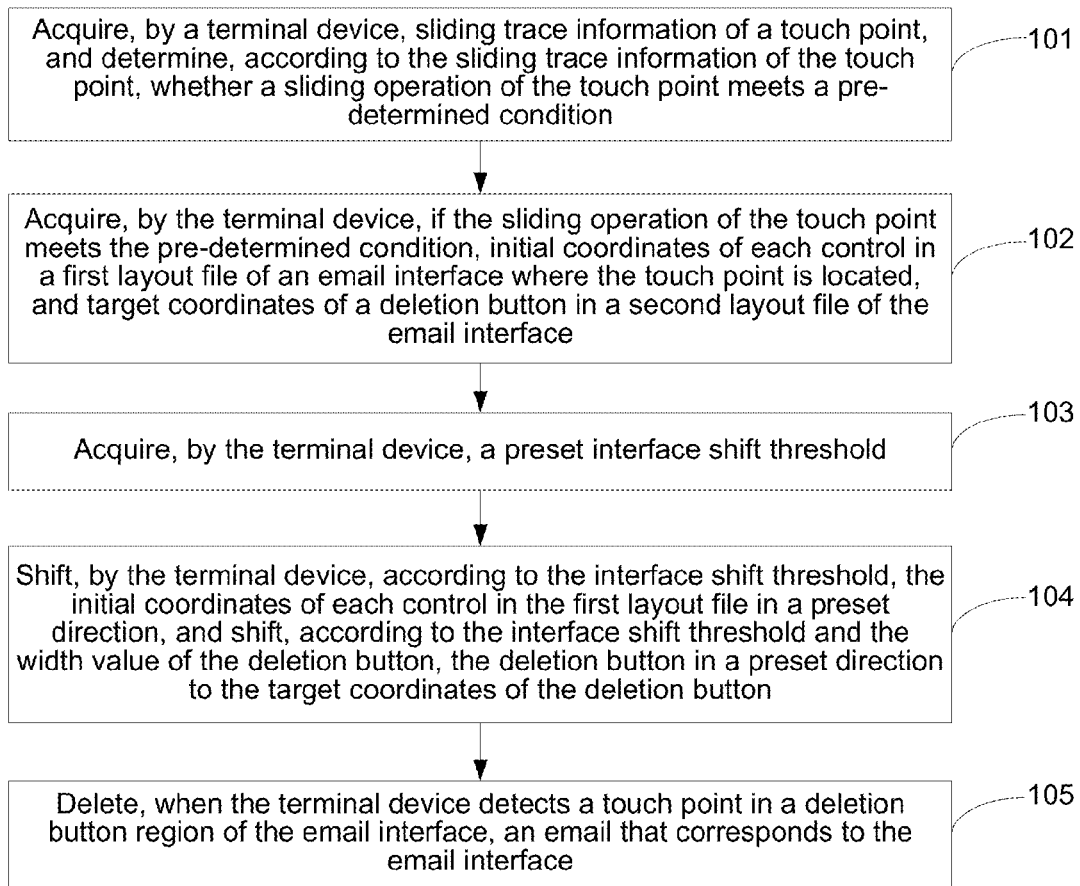 Acquire, by a terminal device, sliding trace information of a touch point,
and determine, according to the sliding trace information of the touch
point, whether a sliding operation of the touch point meets a pre-
determined condition
101
Acquire, by the terminal device, if the sliding operation of the touch point
meets the pre-determined condition, initial coordinates of each control in
a first layout file of an email interface where the touch point is located,
and target coordinates of a deletion button in a second layout file of the
email interface
102
Acquire, by the terminal device, a preset interface shift threshold
103
Shift, by the terminal device, according to the interface shift threshold, the
initial coordinates of each control in the first layout file in a preset
direction, and shift, according to the interface shift threshold and the
width value of the deletion button, the deletion button in a preset direction
to the target coordinates of the deletion button
104
Delete, when the terminal device detects a touch point in a deletion
button region of the email interface, an email that corresponds to the
email interface
105